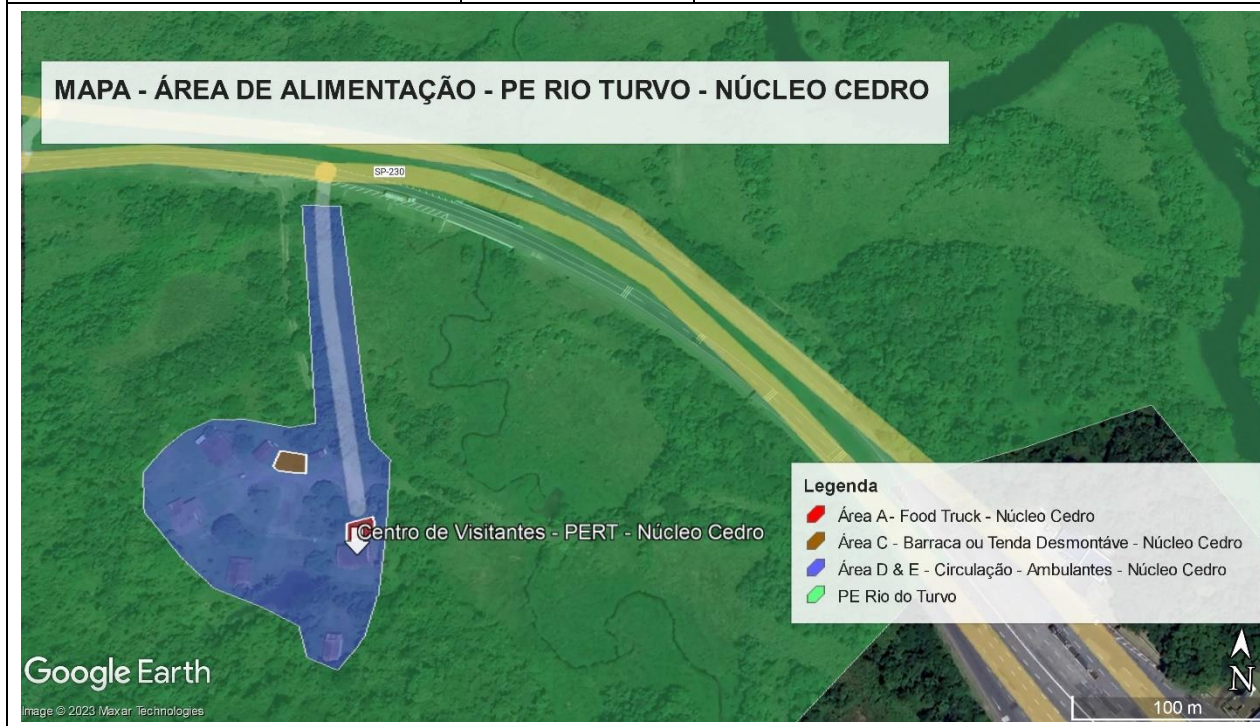 MAPA - ÁREA DE ALIMENTAÇÃO - PE RIO TURVO - NÚCLEO CEDRO
SP-230
Centro de Visitantes - PERT - Núcleo Cedro
Legenda
Área A- Food Truck - Núcleo Cedro
Área C - Barraca ou Tenda Desmontáve - Núcleo Cedro
Área D & E - Circulação - Ambulantes - Núcleo Cedro
PE Rio do Turvo
Google Earth
Image © 2023 Maxar Technologies
N
100 m